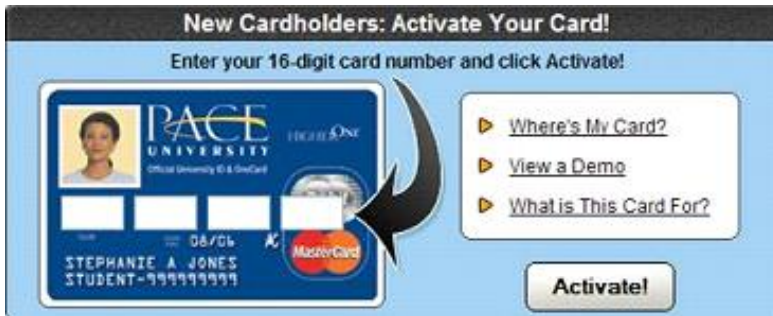 New Cardholders: Activate Your Card!
Enter your 16-digit card number and click Activate!
PACE
UNIVERSITY
Official University ID & OneCard
HIGHER ONE
08/06
MasterCard
STEPHANIE A JONES
STUDENT-999999999
Where's My Card?
View a Demo
What is This Card For?
Activate!